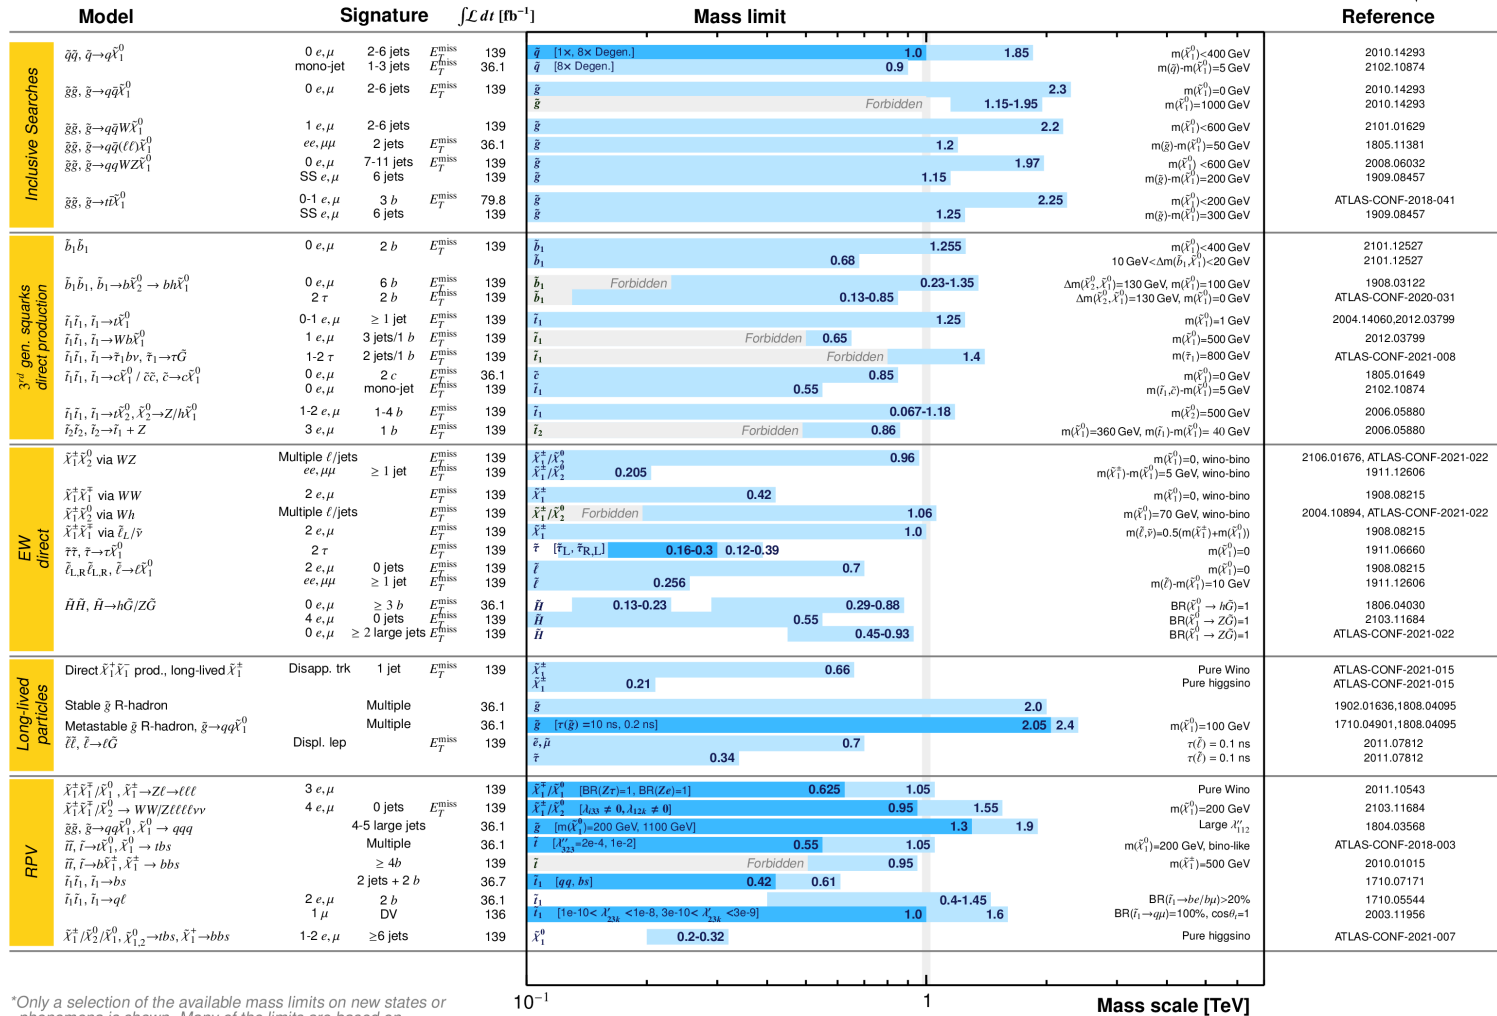 Model Signature ∫ℒ dt [fb⁻¹] Mass limit Reference
Inclusive Searches
q̃q̃, q̃→qχ̃₁⁰ 0 e,μ 2-6 jets E_T^miss 139 q̃ [1×, 8× Degen.] 1.0 1.85 m(χ̃₁⁰)<400 GeV 2010.14293
mono-jet 1-3 jets E_T^miss 36.1 q̃ [8× Degen.] 0.9 m(q̃)-m(χ̃₁⁰)=5 GeV 2102.10874
g̃g̃, g̃→qq̄χ̃₁⁰ 0 e,μ 2-6 jets E_T^miss 139 g̃ 2.3 m(χ̃₁⁰)=0 GeV 2010.14293
g̃ Forbidden 1.15-1.95 m(χ̃₁⁰)=1000 GeV 2010.14293
g̃g̃, g̃→qq̄Wχ̃₁⁰ 1 e,μ 2-6 jets 139 g̃ 2.2 m(χ̃₁⁰)<600 GeV 2101.01629
g̃g̃, g̃→qq̄(ℓℓ)χ̃₁⁰ ee,μμ 2 jets E_T^miss 36.1 g̃ 1.2 m(g̃)-m(χ̃₁⁰)=50 GeV 1805.11381
g̃g̃, g̃→qqWZχ̃₁⁰ 0 e,μ 7-11 jets E_T^miss 139 g̃ 1.97 m(χ̃₁⁰) <600 GeV 2008.06032
SS e,μ 6 jets 139 g̃ 1.15 m(g̃)-m(χ̃₁⁰)=200 GeV 1909.08457
g̃g̃, g̃→tt̄χ̃₁⁰ 0-1 e,μ 3 b E_T^miss 79.8 g̃ 2.25 m(χ̃₁⁰)<200 GeV ATLAS-CONF-2018-041
SS e,μ 6 jets 139 g̃ 1.25 m(g̃)-m(χ̃₁⁰)=300 GeV 1909.08457
3rd gen. squarks
direct production
b̃₁b̃₁ 0 e,μ 2 b E_T^miss 139 b̃₁ 1.255 m(χ̃₁⁰)<400 GeV 2101.12527
b̃₁ 0.68 10 GeV<Δm(b̃₁,χ̃₁⁰)<20 GeV 2101.12527
b̃₁b̃₁, b̃₁→bχ̃₂⁰ → bhχ̃₁⁰ 0 e,μ 6 b E_T^miss 139 b̃₁ Forbidden 0.23-1.35 Δm(χ̃₂⁰,χ̃₁⁰)=130 GeV, m(χ̃₁⁰)=100 GeV 1908.03122
2 τ 2 b E_T^miss 139 b̃₁ 0.13-0.85 Δm(χ̃₂⁰,χ̃₁⁰)=130 GeV, m(χ̃₁⁰)=0 GeV ATLAS-CONF-2020-031
t̃₁t̃₁, t̃₁→tχ̃₁⁰ 0-1 e,μ ≥ 1 jet E_T^miss 139 t̃₁ 1.25 m(χ̃₁⁰)=1 GeV 2004.14060,2012.03799
t̃₁t̃₁, t̃₁→Wbχ̃₁⁰ 1 e,μ 3 jets/1 b E_T^miss 139 t̃₁ Forbidden 0.65 m(χ̃₁⁰)=500 GeV 2012.03799
t̃₁t̃₁, t̃₁→τ̃₁bν, τ̃₁→τG̃ 1-2 τ 2 jets/1 b E_T^miss 139 t̃₁ Forbidden 1.4 m(τ̃₁)=800 GeV ATLAS-CONF-2021-008
t̃₁t̃₁, t̃₁→cχ̃₁⁰ / c̃c̃, c̃→cχ̃₁⁰ 0 e,μ 2 c E_T^miss 36.1 c̃ 0.85 m(χ̃₁⁰)=0 GeV 1805.01649
0 e,μ mono-jet E_T^miss 139 t̃₁ 0.55 m(t̃₁,c̃)-m(χ̃₁⁰)=5 GeV 2102.10874
t̃₁t̃₁, t̃₁→tχ̃₂⁰, χ̃₂⁰→Z/hχ̃₁⁰ 1-2 e,μ 1-4 b E_T^miss 139 t̃₁ 0.067-1.18 m(χ̃₂⁰)=500 GeV 2006.05880
t̃₂t̃₂, t̃₂→t̃₁ + Z 3 e,μ 1 b E_T^miss 139 t̃₂ Forbidden 0.86 m(χ̃₁⁰)=360 GeV, m(t̃₁)-m(χ̃₁⁰)= 40 GeV 2006.05880
EW
direct
χ̃₁±χ̃₂⁰ via WZ Multiple ℓ/jets E_T^miss 139 χ̃₁±/χ̃₂⁰ 0.96 m(χ̃₁⁰)=0, wino-bino 2106.01676, ATLAS-CONF-2021-022
ee,μμ ≥ 1 jet E_T^miss 139 χ̃₁±/χ̃₂⁰ 0.205 m(χ̃₁±)-m(χ̃₁⁰)=5 GeV, wino-bino 1911.12606
χ̃₁±χ̃₁∓ via WW 2 e,μ E_T^miss 139 χ̃₁± 0.42 m(χ̃₁⁰)=0, wino-bino 1908.08215
χ̃₁±χ̃₂⁰ via Wh Multiple ℓ/jets E_T^miss 139 χ̃₁±/χ̃₂⁰ Forbidden 1.06 m(χ̃₁⁰)=70 GeV, wino-bino 2004.10894, ATLAS-CONF-2021-022
χ̃₁±χ̃₁∓ via ℓ̃_L/ν̃ 2 e,μ E_T^miss 139 χ̃₁± 1.0 m(ℓ̃,ν̃)=0.5(m(χ̃₁±)+m(χ̃₁⁰)) 1908.08215
τ̃τ̃, τ̃→τχ̃₁⁰ 2 τ E_T^miss 139 τ̃ [τ̃_L, τ̃_R,L] 0.16-0.3 0.12-0.39 m(χ̃₁⁰)=0 1911.06660
ℓ̃_L,Rℓ̃_L,R, ℓ̃→ℓχ̃₁⁰ 2 e,μ 0 jets E_T^miss 139 ℓ̃ 0.7 m(χ̃₁⁰)=0 1908.08215
ee,μμ ≥ 1 jet E_T^miss 139 ℓ̃ 0.256 m(ℓ̃)-m(χ̃₁⁰)=10 GeV 1911.12606
H̃H̃, H̃→hG̃/ZG̃ 0 e,μ ≥ 3 b E_T^miss 36.1 H̃ 0.13-0.23 0.29-0.88 BR(χ̃₁⁰ → hG̃)=1 1806.04030
4 e,μ 0 jets E_T^miss 139 H̃ 0.55 BR(χ̃₁⁰ → ZG̃)=1 2103.11684
0 e,μ ≥ 2 large jets E_T^miss 139 H̃ 0.45-0.93 BR(χ̃₁⁰ → ZG̃)=1 ATLAS-CONF-2021-022
Long-lived
particles
Direct χ̃₁⁺χ̃₁⁻ prod., long-lived χ̃₁± Disapp. trk 1 jet E_T^miss 139 χ̃₁± 0.66 Pure Wino ATLAS-CONF-2021-015
χ̃₁± 0.21 Pure higgsino ATLAS-CONF-2021-015
Stable g̃ R-hadron Multiple 36.1 g̃ 2.0 1902.01636,1808.04095
Metastable g̃ R-hadron, g̃→qqχ̃₁⁰ Multiple 36.1 g̃ [τ(g̃) =10 ns, 0.2 ns] 2.05 2.4 m(χ̃₁⁰)=100 GeV 1710.04901,1808.04095
ℓ̃ℓ̃, ℓ̃→ℓG̃ Displ. lep E_T^miss 139 ẽ,μ̃ 0.7 τ(ℓ̃) = 0.1 ns 2011.07812
τ̃ 0.34 τ(ℓ̃) = 0.1 ns 2011.07812
RPV
χ̃₁±χ̃₁∓/χ̃₁⁰ , χ̃₁±→Zℓ→ℓℓℓ 3 e,μ 139 χ̃₁∓/χ̃₁⁰ [BR(Zτ)=1, BR(Ze)=1] 0.625 1.05 Pure Wino 2011.10543
χ̃₁±χ̃₁∓/χ̃₂⁰ → WW/Zℓℓℓℓνν 4 e,μ 0 jets E_T^miss 139 χ̃₁±/χ̃₂⁰ [λ_i33 ≠ 0, λ_12k ≠ 0] 0.95 1.55 m(χ̃₁⁰)=200 GeV 2103.11684
g̃g̃, g̃→qqχ̃₁⁰, χ̃₁⁰ → qqq 4-5 large jets 36.1 g̃ [m(χ̃₁⁰)=200 GeV, 1100 GeV] 1.3 1.9 Large λ″₁₁₂ 1804.03568
t̃t̃, t̃→tχ̃₁⁰, χ̃₁⁰ → tbs Multiple 36.1 t̃ [λ″₃₂₃=2e-4, 1e-2] 0.55 1.05 m(χ̃₁⁰)=200 GeV, bino-like ATLAS-CONF-2018-003
t̃t̃, t̃→bχ̃₁±, χ̃₁± → bbs ≥ 4b 139 t̃ Forbidden 0.95 m(χ̃₁±)=500 GeV 2010.01015
t̃₁t̃₁, t̃₁→bs 2 jets + 2 b 36.7 t̃₁ [qq, bs] 0.42 0.61 1710.07171
t̃₁t̃₁, t̃₁→qℓ 2 e,μ 2 b 36.1 t̃₁ 0.4-1.45 BR(t̃₁→be/bμ)>20% 1710.05544
1 μ DV 136 t̃₁ [1e-10< λ′₂₃ₖ <1e-8, 3e-10< λ′₂₃ₖ <3e-9] 1.0 1.6 BR(t̃₁→qμ)=100%, cosθₜ=1 2003.11956
χ̃₁±/χ̃₂⁰/χ̃₁⁰, χ̃₁,₂⁰→tbs, χ̃₁⁺→bbs 1-2 e,μ ≥6 jets 139 χ̃₁⁰ 0.2-0.32 Pure higgsino ATLAS-CONF-2021-007
10⁻¹ 1 Mass scale [TeV]
*Only a selection of the available mass limits on new states or
phenomena is shown. Many of the limits are based on